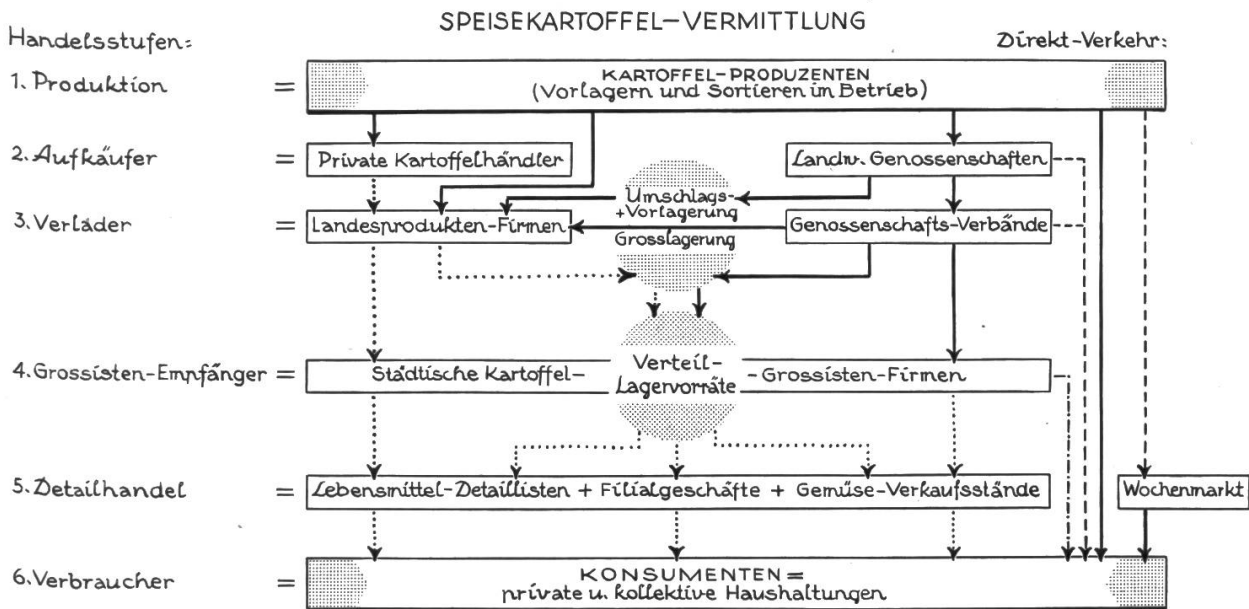 SPEISEKARTOFFEL-VERMITTLUNG
Handelsstufen:
Direkt-Verkehr:
1. Produktion =
KARTOFFEL-PRODUZENTEN
(Vorlagern und Sortieren im Betrieb)
2. Aufkäufer =
Private Kartoffelhändler
Landw. Genossenschaften
Umschlags-
+Vorlagerung
3. Verläder =
Landesprodukten-Firmen
Grosslagerung
Genossenschafts-Verbände
4. Grossisten-Empfänger =
Städtische Kartoffel-
Verteil-
Lagervorräte
-Grossisten-Firmen
5. Detailhandel =
Lebensmittel-Detaillisten + Filialgeschäfte + Gemüse-Verkaufsstände
Wochenmarkt
6. Verbraucher =
KONSUMENTEN =
private u. kollektive Haushaltungen